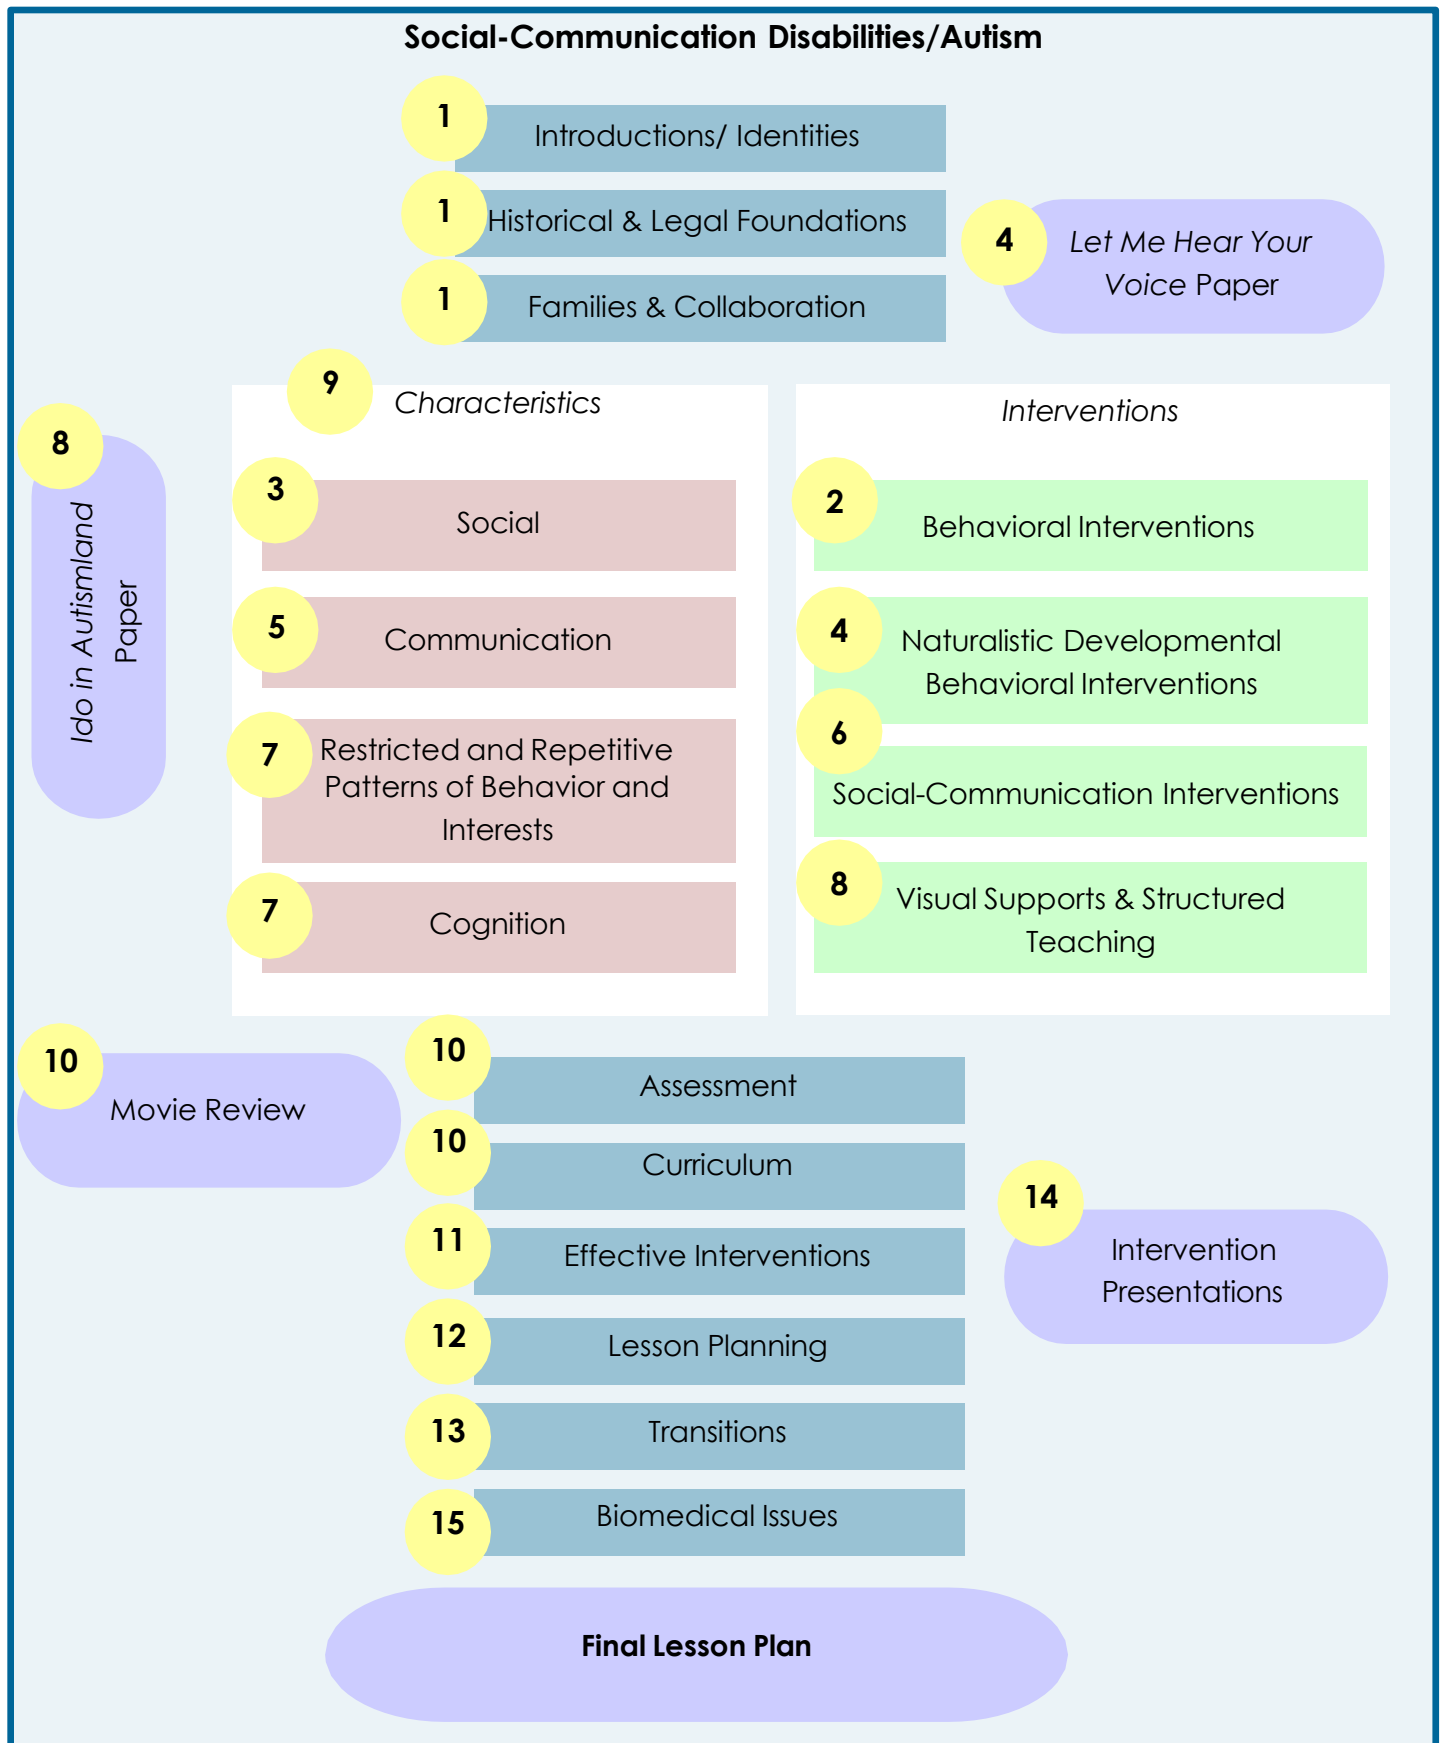 Social-Communication Disabilities/Autism
1
Introductions/ Identities
1
Historical & Legal Foundations
1
Families & Collaboration
4
Let Me Hear Your
Voice Paper
8
Ido in Autismland
Paper
9
Characteristics
3
Social
5
Communication
7
Restricted and Repetitive
Patterns of Behavior and
Interests
7
Cognition
Interventions
2
Behavioral Interventions
4
Naturalistic Developmental
Behavioral Interventions
6
Social-Communication Interventions
8
Visual Supports & Structured
Teaching
10
Movie Review
10
Assessment
10
Curriculum
11
Effective Interventions
12
Lesson Planning
13
Transitions
15
Biomedical Issues
14
Intervention
Presentations
Final Lesson Plan